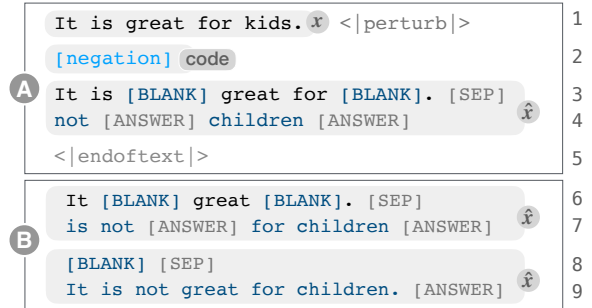 It is great for kids. x <|perturb|> 1
[negation] code 2
A
It is [BLANK] great for [BLANK]. [SEP] 3
not [ANSWER] children [ANSWER] x̂ 4
<|endoftext|> 5
It [BLANK] great [BLANK]. [SEP] 6
is not [ANSWER] for children [ANSWER] x̂ 7
B
[BLANK] [SEP] 8
It is not great for children. [ANSWER] x̂ 9